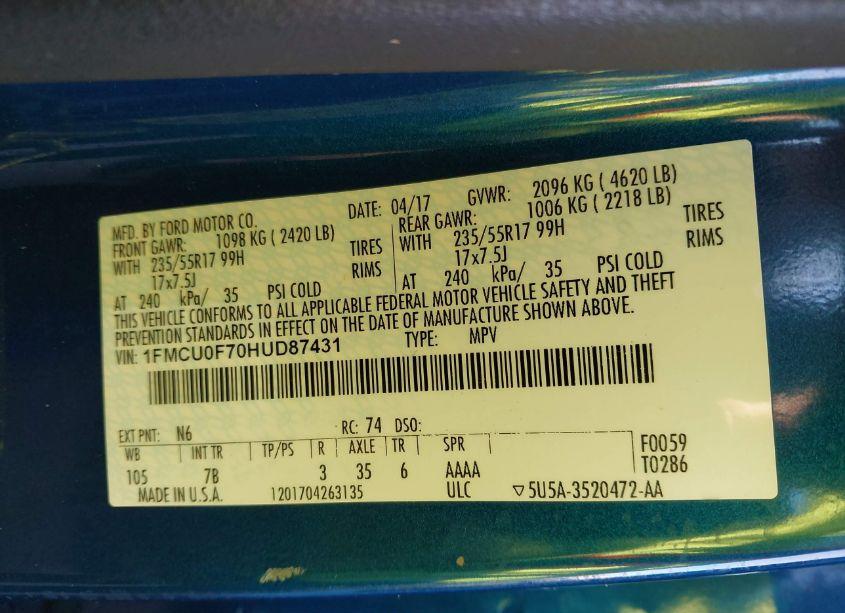 MFD. BY FORD MOTOR CO. DATE: 04/17 GVWR: 2096 KG ( 4620 LB)
FRONT GAWR: 1098 KG ( 2420 LB) REAR GAWR: 1006 KG ( 2218 LB)
WITH 235/55R17 99H TIRES WITH 235/55R17 99H TIRES
17x7.5J RIMS 17x7.5J RIMS
AT 240 kPa/ 35 PSI COLD AT 240 kPa/ 35 PSI COLD
THIS VEHICLE CONFORMS TO ALL APPLICABLE FEDERAL MOTOR VEHICLE SAFETY AND THEFT
PREVENTION STANDARDS IN EFFECT ON THE DATE OF MANUFACTURE SHOWN ABOVE.
VIN: 1FMCU0F70HUD87431 TYPE: MPV
EXT PNT: N6 RC: 74 DSO:
WB INT TR TP/PS R AXLE TR SPR F0059
105 7B 3 35 6 AAAA T0286
MADE IN U.S.A. 1201704263135 ULC ▽5U5A-3520472-AA